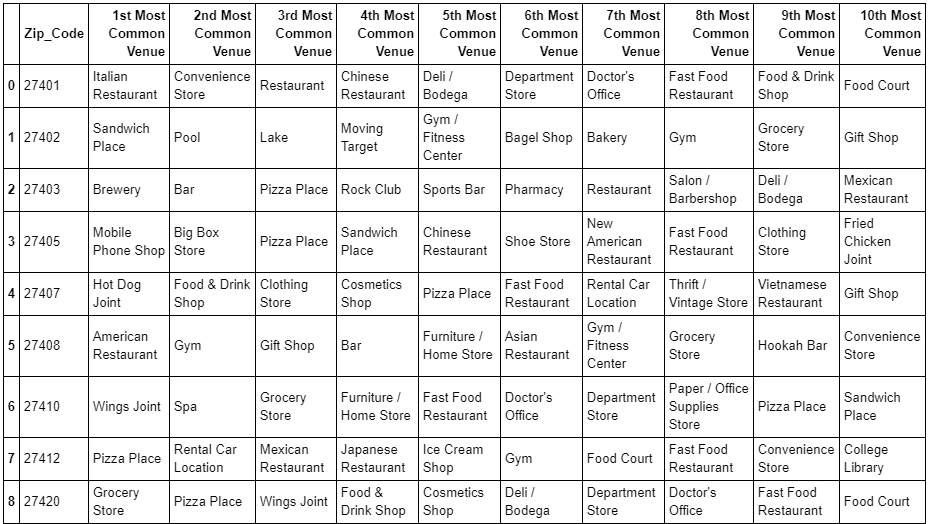 Zip_Code 1st Most Common Venue 2nd Most Common Venue 3rd Most Common Venue 4th Most Common Venue 5th Most Common Venue 6th Most Common Venue 7th Most Common Venue 8th Most Common Venue 9th Most Common Venue 10th Most Common Venue
0 27401 Italian Restaurant Convenience Store Restaurant Chinese Restaurant Deli / Bodega Department Store Doctor's Office Fast Food Restaurant Food & Drink Shop Food Court
1 27402 Sandwich Place Pool Lake Moving Target Gym / Fitness Center Bagel Shop Bakery Gym Grocery Store Gift Shop
2 27403 Brewery Bar Pizza Place Rock Club Sports Bar Pharmacy Restaurant Salon / Barbershop Deli / Bodega Mexican Restaurant
3 27405 Mobile Phone Shop Big Box Store Pizza Place Sandwich Place Chinese Restaurant Shoe Store New American Restaurant Fast Food Restaurant Clothing Store Fried Chicken Joint
4 27407 Hot Dog Joint Food & Drink Shop Clothing Store Cosmetics Shop Pizza Place Fast Food Restaurant Rental Car Location Thrift / Vintage Store Vietnamese Restaurant Gift Shop
5 27408 American Restaurant Gym Gift Shop Bar Furniture / Home Store Asian Restaurant Gym / Fitness Center Grocery Store Hookah Bar Convenience Store
6 27410 Wings Joint Spa Grocery Store Furniture / Home Store Fast Food Restaurant Doctor's Office Department Store Paper / Office Supplies Store Pizza Place Sandwich Place
7 27412 Pizza Place Rental Car Location Mexican Restaurant Japanese Restaurant Ice Cream Shop Gym Food Court Fast Food Restaurant Convenience Store College Library
8 27420 Grocery Store Pizza Place Wings Joint Food & Drink Shop Cosmetics Shop Deli / Bodega Department Store Doctor's Office Fast Food Restaurant Food Court